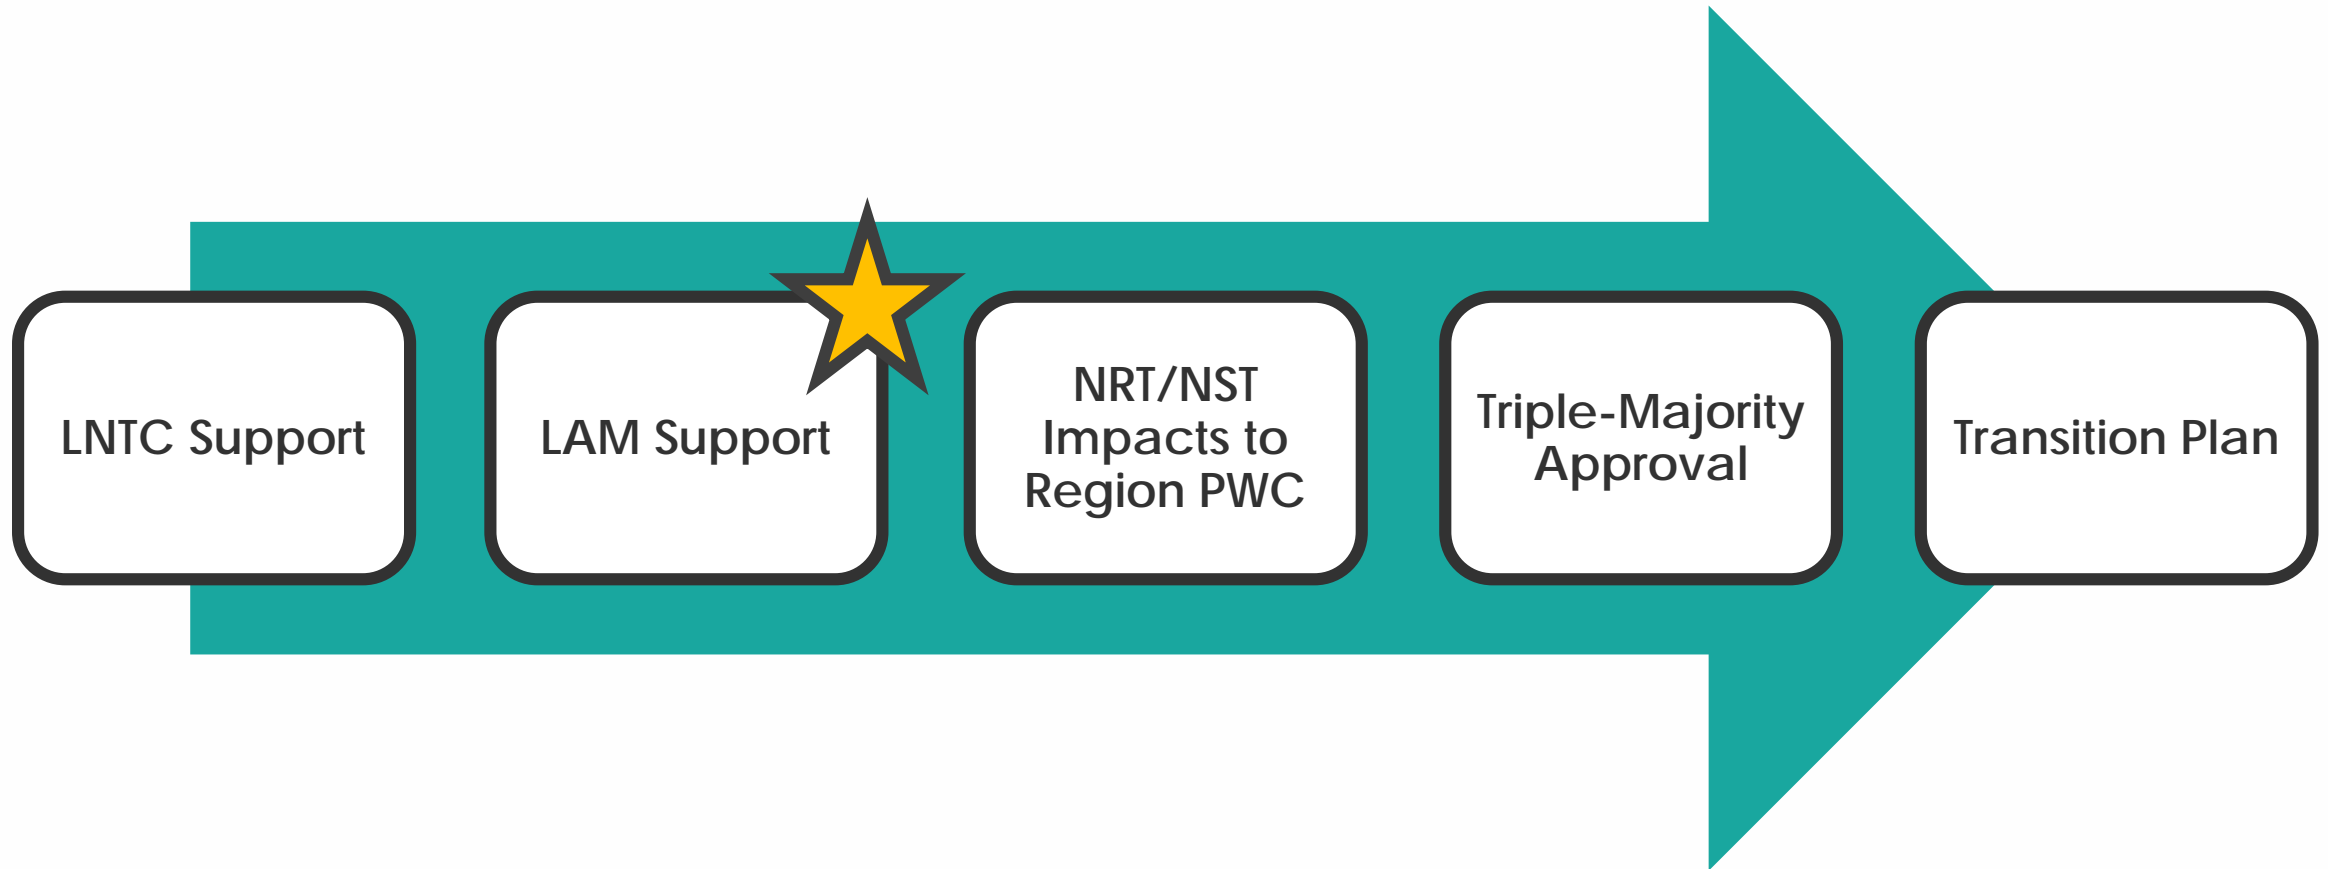 LNTC Support
LAM Support
NRT/NST
Impacts to
Region PWC
Triple-Majority
Approval
Transition Plan